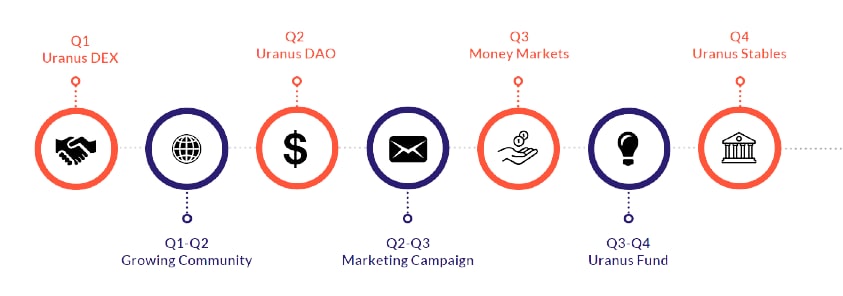 Q1
Uranus DEX
Q2
Uranus DAO
Q3
Money Markets
Q4
Uranus Stables
$
Q1-Q2
Growing Community
Q2-Q3
Marketing Campaign
Q3-Q4
Uranus Fund